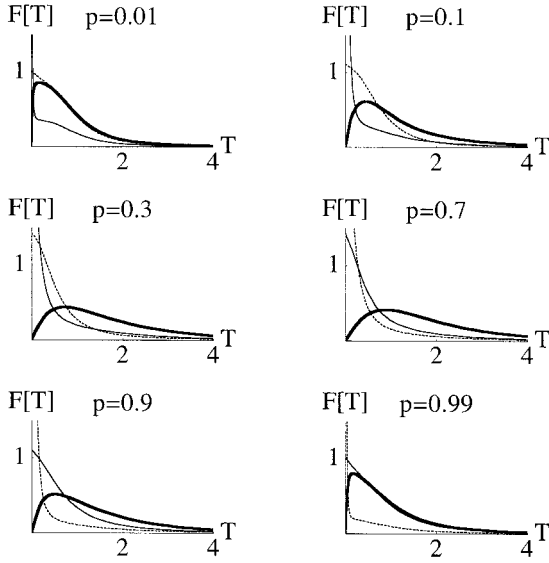 F[T] p=0.01
1
2 4 T
F[T] p=0.1
1
2 4 T
F[T] p=0.3
1
2 4 T
F[T] p=0.7
1
2 4 T
F[T] p=0.9
1
2 4 T
F[T] p=0.99
1
2 4 T